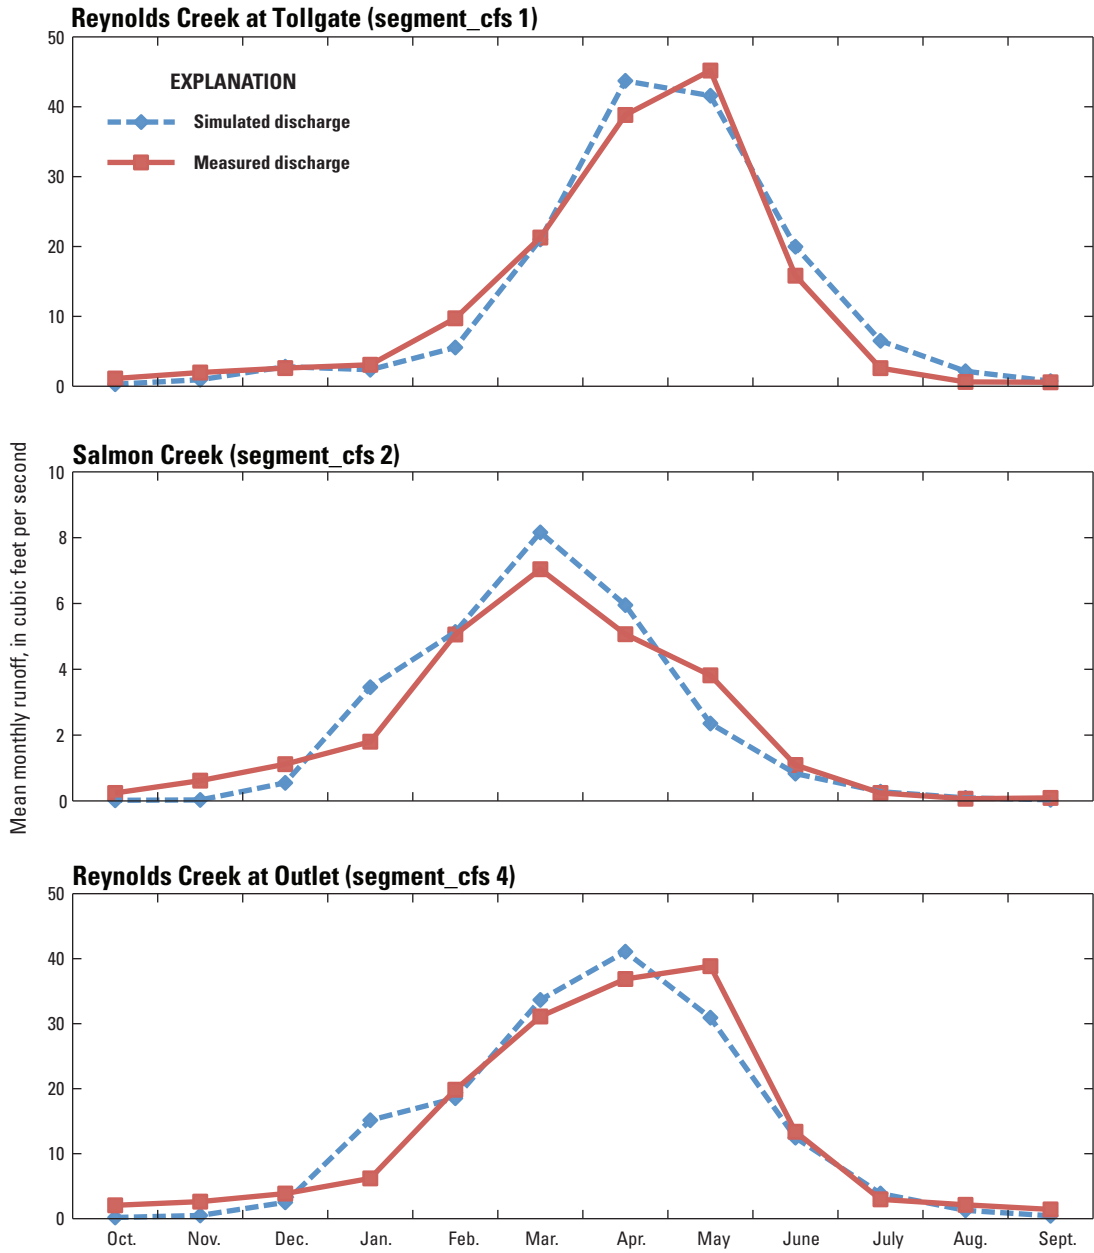 Reynolds Creek at Tollgate (segment_cfs 1)
50
40
30
20
10
0
EXPLANATION
Simulated discharge
Measured discharge
Mean monthly runoff, in cubic feet per second
Salmon Creek (segment_cfs 2)
10
8
6
4
2
0
Reynolds Creek at Outlet (segment_cfs 4)
50
40
30
20
10
0
Oct. Nov. Dec. Jan. Feb. Mar. Apr. May June July Aug. Sept.